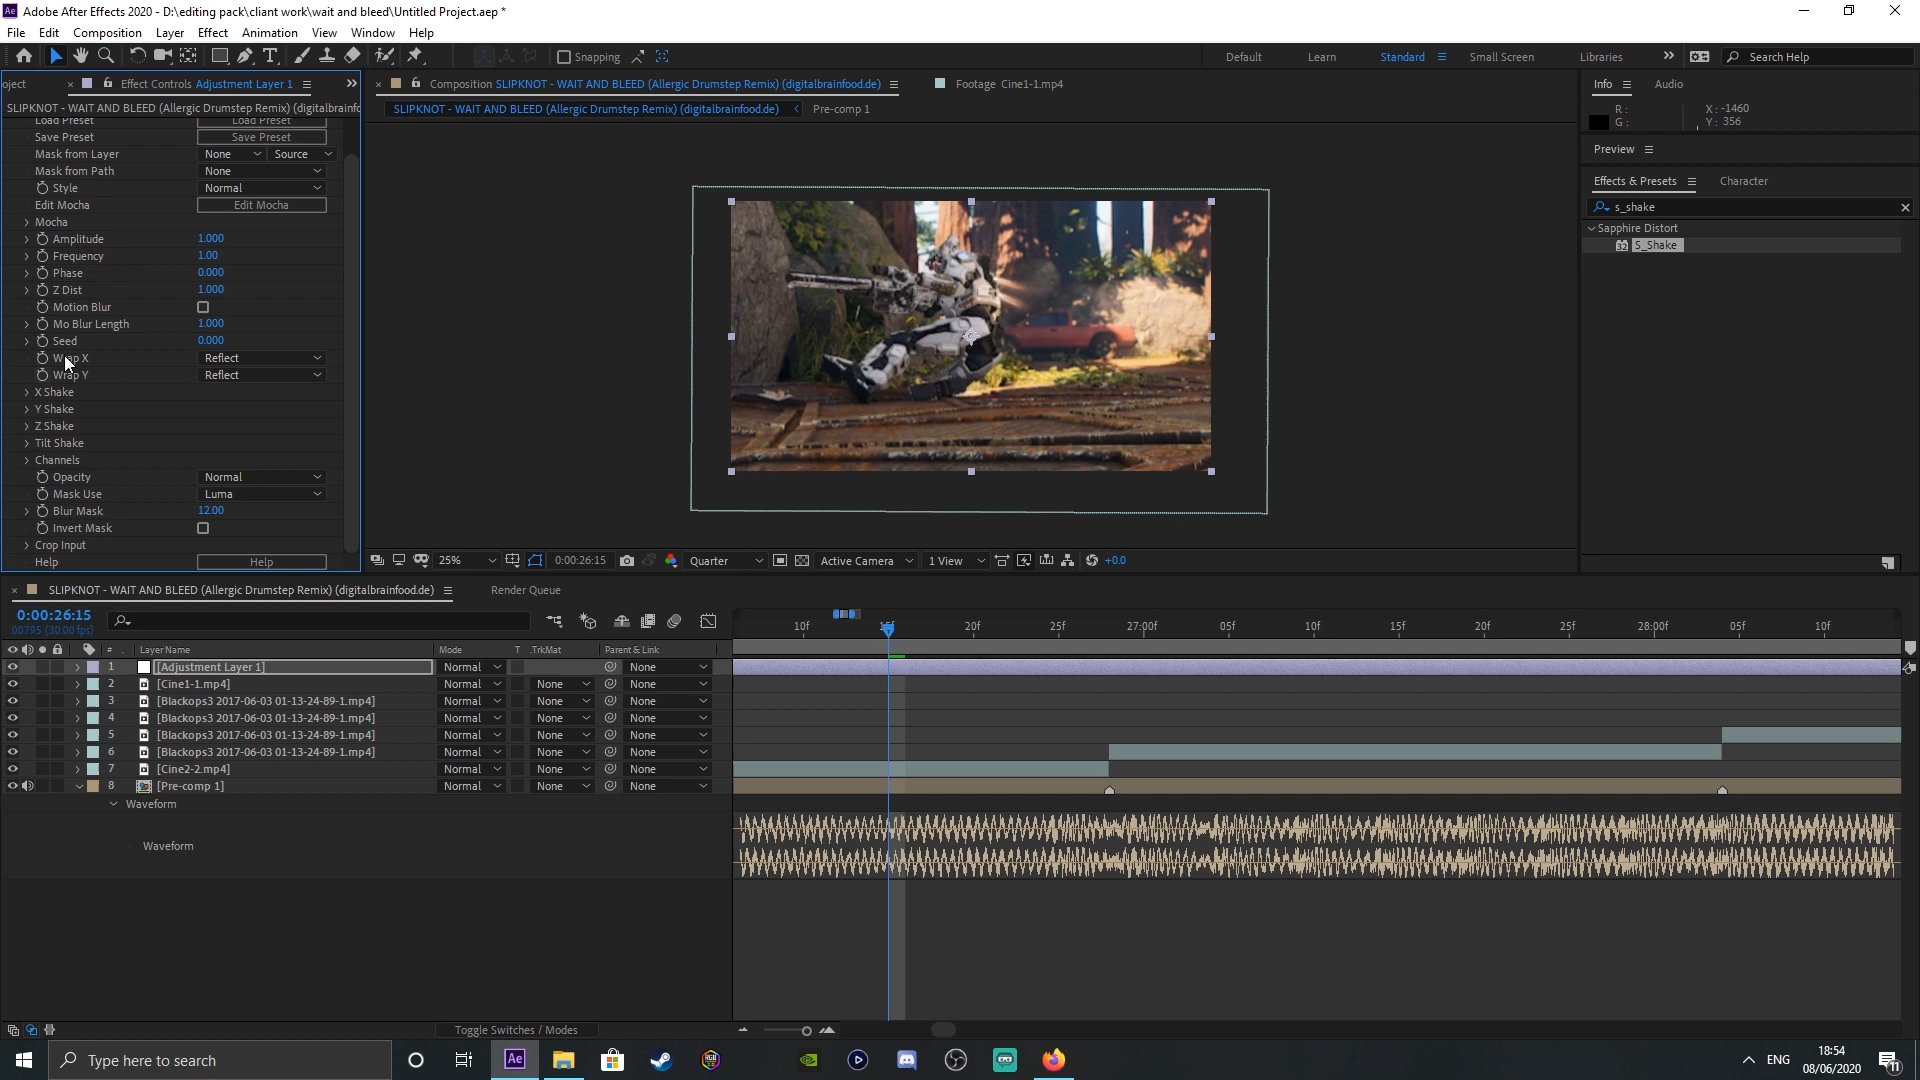 Adobe After Effects 2020 - D:\editing pack\cliant work\wait and bleed\Untitled Project.aep *
File Edit Composition Layer Effect Animation View Window Help
Snapping Default Learn Standard Small Screen Libraries Search Help
oject Effect Controls Adjustment Layer 1
SLIPKNOT - WAIT AND BLEED (Allergic Drumstep Remix) (digitalbrainfo
Load Preset Load Preset
Save Preset Save Preset
Mask from Layer None Source
Mask from Path None
Style Normal
Edit Mocha Edit Mocha
Mocha
Amplitude 1.000
Frequency 1.00
Phase 0.000
Z Dist 1.000
Motion Blur
Mo Blur Length 1.000
Seed 0.000
Wrap X Reflect
Wrap Y Reflect
X Shake
Y Shake
Z Shake
Tilt Shake
Channels
Opacity Normal
Mask Use Luma
Blur Mask 12.00
Invert Mask
Crop Input
Help Help
Composition SLIPKNOT - WAIT AND BLEED (Allergic Drumstep Remix) (digitalbrainfood.de) Footage Cine1-1.mp4
SLIPKNOT - WAIT AND BLEED (Allergic Drumstep Remix) (digitalbrainfood.de) Pre-comp 1
25% 0:00:26:15 Quarter Active Camera 1 View +0.0
Info Audio
R: X: -1460
G: Y: 356
Preview
Effects & Presets Character
s_shake
Sapphire Distort
32 S_Shake
SLIPKNOT - WAIT AND BLEED (Allergic Drumstep Remix) (digitalbrainfood.de) Render Queue
0:00:26:15
00795 (30.00 fps)
10f 15f 20f 25f 27:00f 05f 10f 15f 20f 25f 28:00f 05f 10f
# Layer Name Mode T .TrkMat Parent & Link
1 [Adjustment Layer 1] Normal None
2 [Cine1-1.mp4] Normal None None
3 [Blackops3 2017-06-03 01-13-24-89-1.mp4] Normal None None
4 [Blackops3 2017-06-03 01-13-24-89-1.mp4] Normal None None
5 [Blackops3 2017-06-03 01-13-24-89-1.mp4] Normal None None
6 [Blackops3 2017-06-03 01-13-24-89-1.mp4] Normal None None
7 [Cine2-2.mp4] Normal None None
8 [Pre-comp 1] Normal None None
Waveform
Waveform
Toggle Switches / Modes
Type here to search
Ae
ENG
18:54
08/06/2020
11